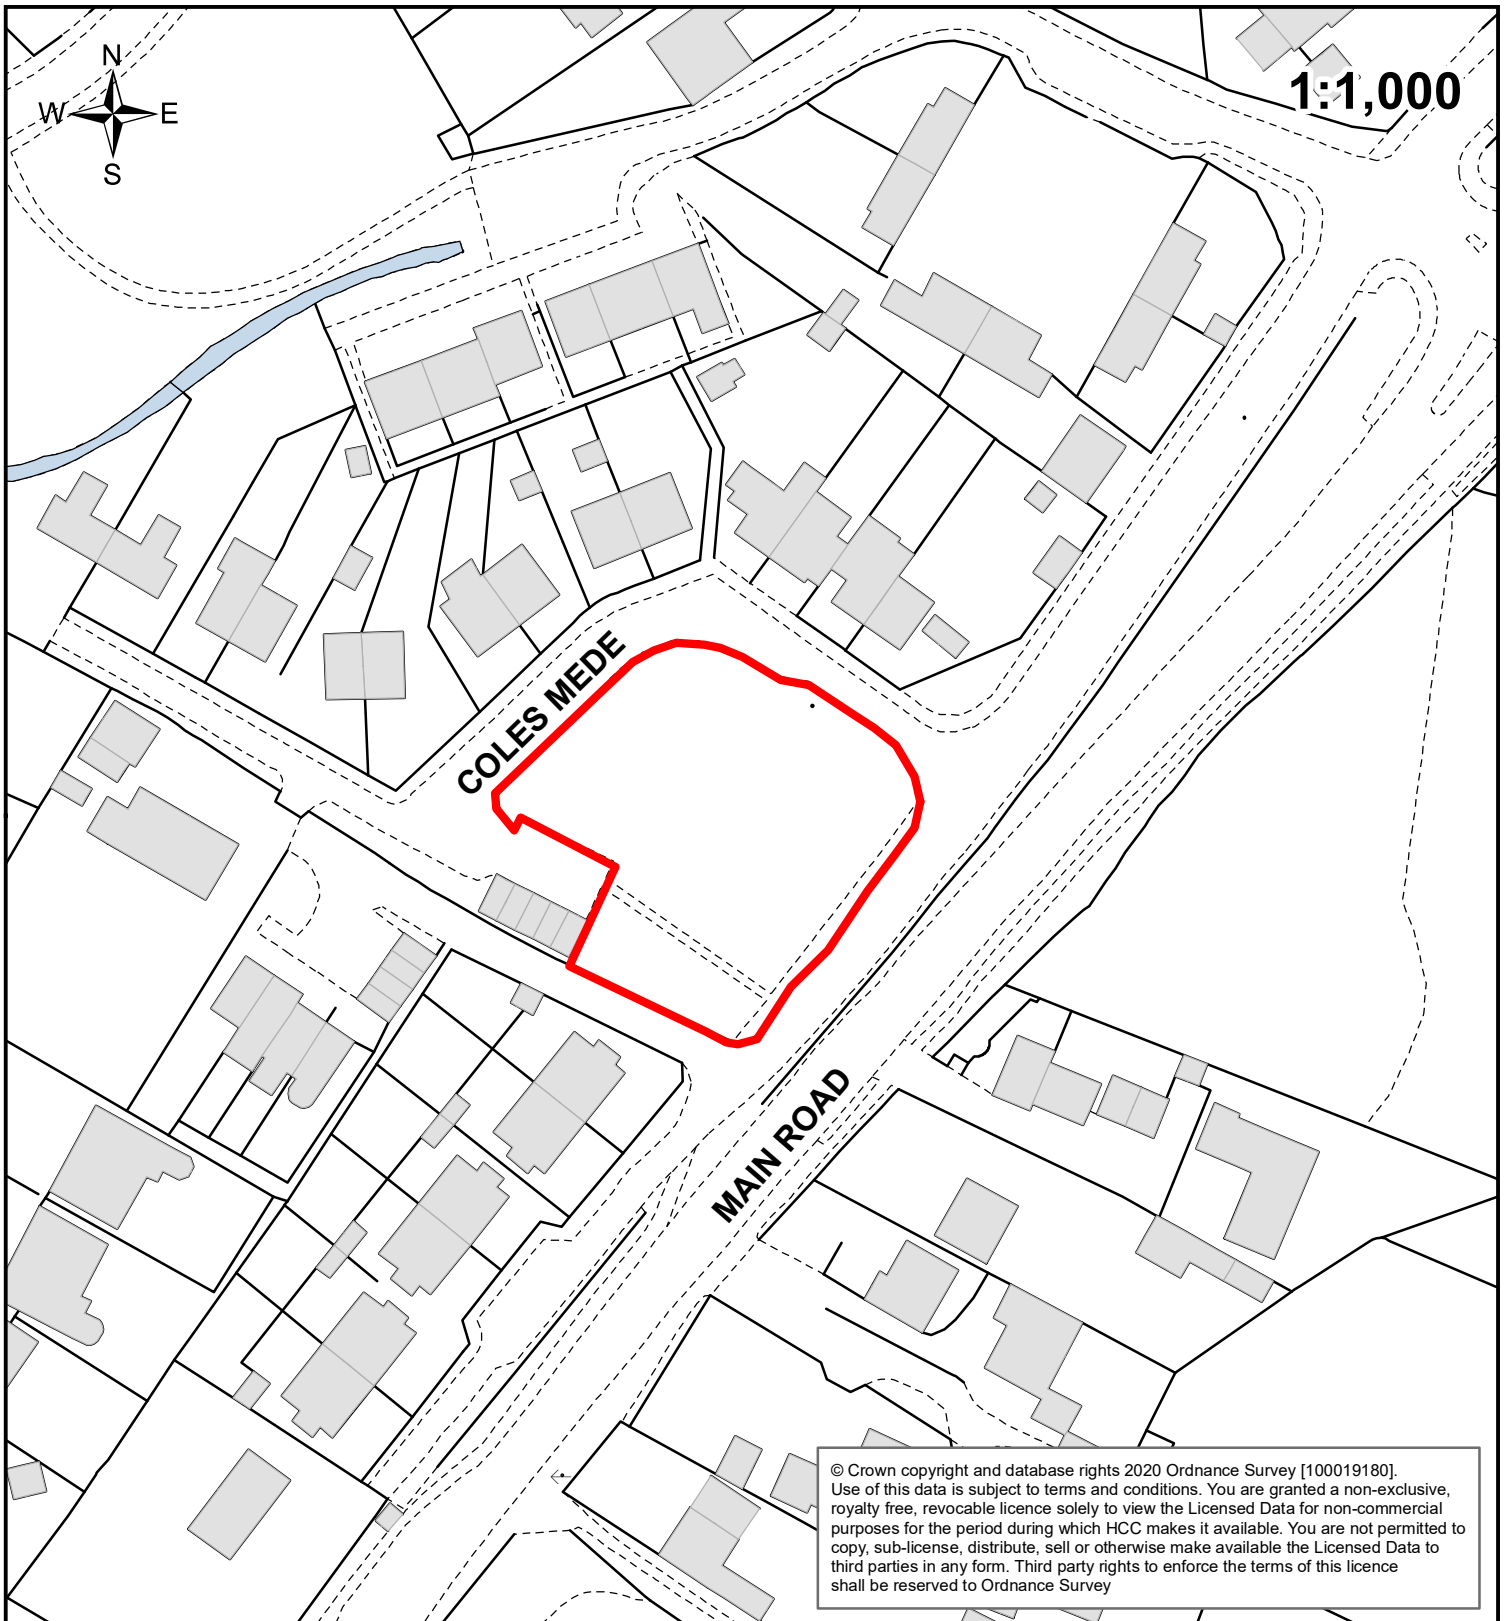 N
1:1,000
W E
S
COLES MEDE
MAIN ROAD
© Crown copyright and database rights 2020 Ordnance Survey [100019180].
Use of this data is subject to terms and conditions. You are granted a non-exclusive,
royalty free, revocable licence solely to view the Licensed Data for non-commercial
purposes for the period during which HCC makes it available. You are not permitted to
copy, sub-license, distribute, sell or otherwise make available the Licensed Data to
third parties in any form. Third party rights to enforce the terms of this licence
shall be reserved to Ordnance Survey